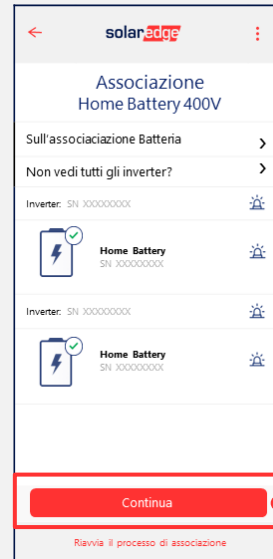 solaredge
Associazione
Home Battery 400V
Sull'associaciazione Batteria
Non vedi tutti gli inverter?
Inverter: SN XXXXXXXX
Home Battery
SN XXXXXXXX
Inverter: SN XXXXXXXX
Home Battery
SN XXXXXXXX
Continua
Riavvia il processo di associazione